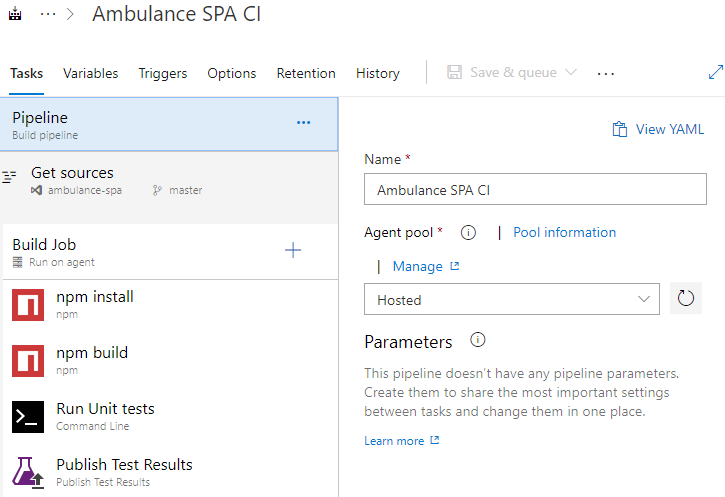 ··· > Ambulance SPA CI
Tasks Variables Triggers Options Retention History | Save & queue ···
Pipeline ···
Build pipeline
Get sources
ambulance-spa master
Build Job
Run on agent
npm install
npm
npm build
npm
Run Unit tests
Command Line
Publish Test Results
Publish Test Results
View YAML
Name *
Ambulance SPA CI
Agent pool * | Pool information
| Manage
Hosted
Parameters
This pipeline doesn't have any pipeline parameters.
Create them to share the most important settings
between tasks and change them in one place.
Learn more